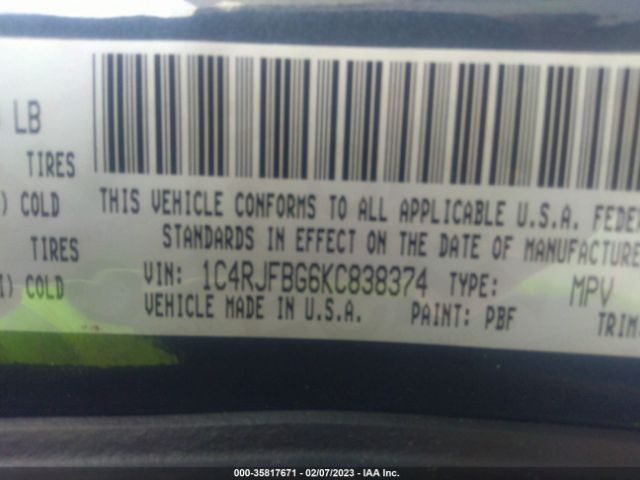 LB
TIRES
) COLD
THIS VEHICLE CONFORMS TO ALL APPLICABLE U.S.A. FEDER
STANDARDS IN EFFECT ON THE DATE OF MANUFACTURE
TIRES
I) COLD
VIN: 1C4RJFBG6KC838374 TYPE: MPV
VEHICLE MADE IN U.S.A. PAINT: PBF TRIM
000-35817671 - 02/07/2023 - IAA Inc.